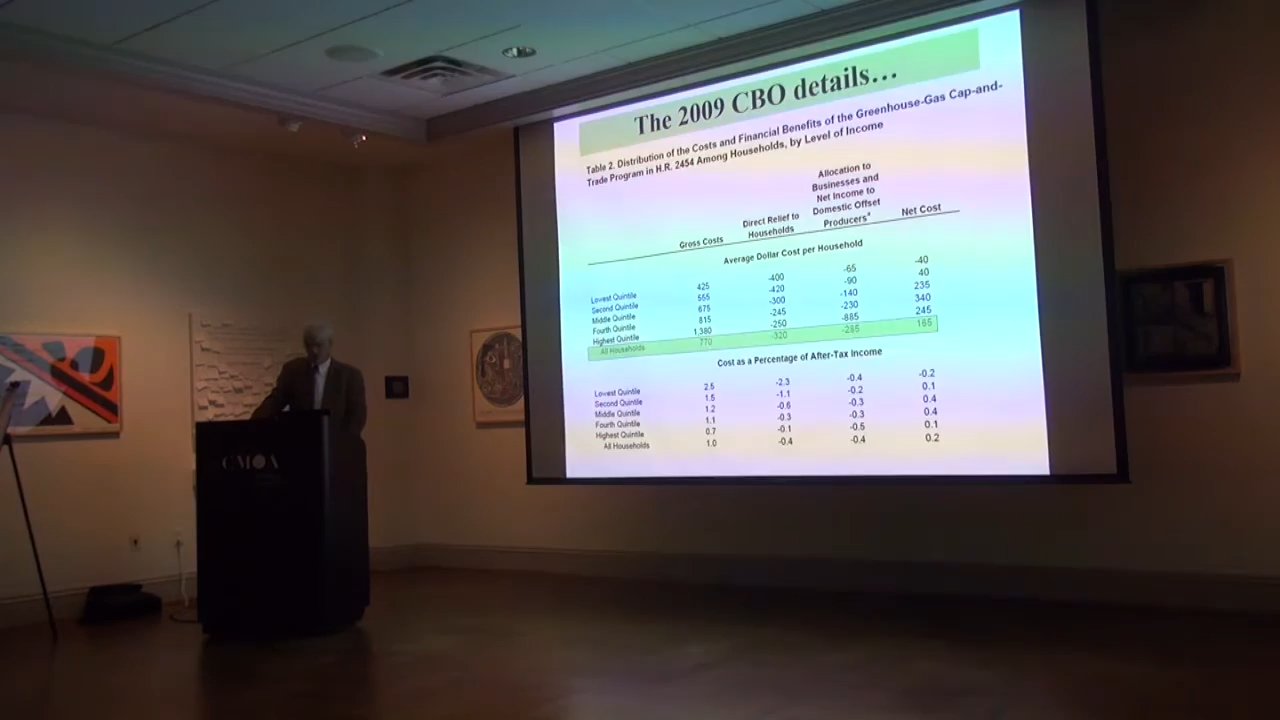 The 2009 CBO details…
Table 2. Distribution of the Costs and Financial Benefits of the Greenhouse-Gas Cap-and-
Trade Program in H.R. 2454 Among Households, by Level of Income
Gross Costs
Direct Relief to
Households
Allocation to
Businesses and
Net Income to
Domestic Offset
Producersª
Net Cost
Average Dollar Cost per Household
Lowest Quintile 425 -400 -65 -40
Second Quintile 555 -420 -90 40
Middle Quintile 675 -300 -140 235
Fourth Quintile 815 -245 -230 340
Highest Quintile 1,380 -250 -885 245
All Households 770 -320 -285 165
Cost as a Percentage of After-Tax Income
Lowest Quintile 2.5 -2.3 -0.4 -0.2
Second Quintile 1.5 -1.1 -0.2 0.1
Middle Quintile 1.2 -0.6 -0.3 0.4
Fourth Quintile 1.1 -0.3 -0.3 0.4
Highest Quintile 0.7 -0.1 -0.5 0.1
All Households 1.0 -0.4 -0.4 0.2
CMOA